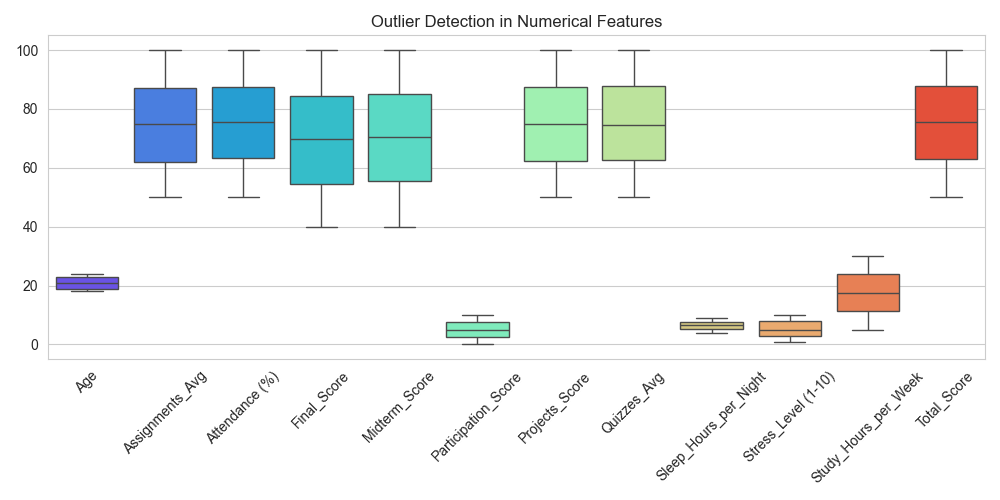 Outlier Detection in Numerical Features
100
80
60
40
20
0
Age
Assignments_Avg
Attendance (%)
Final_Score
Midterm_Score
Participation_Score
Projects_Score
Quizzes_Avg
Sleep_Hours_per_Night
Stress_Level (1-10)
Study_Hours_per_Week
Total_Score